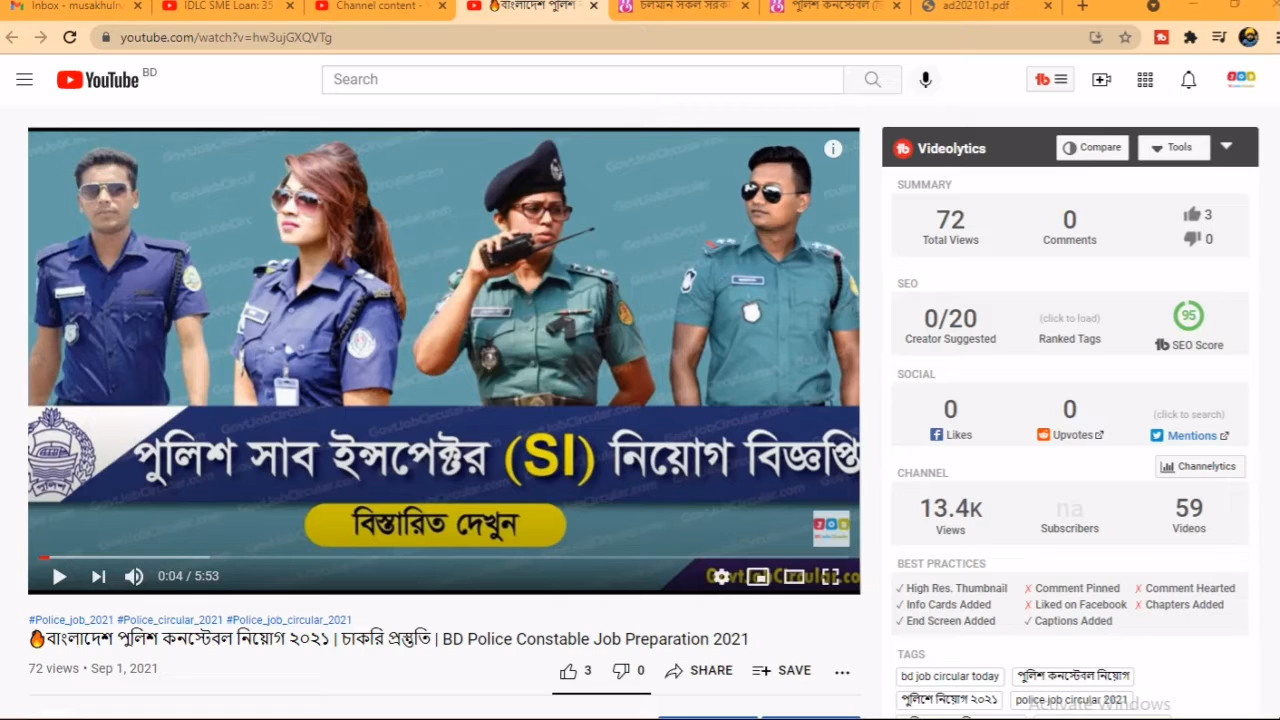 Inbox - musakhuln
IDLC SME Loan: 35
Channel content - Y
🔥বাংলাদেশ পুলিশ
চলমান সকল সরকা
পুলিশ কনস্টেবল (ট্রি
ad202101.pdf
youtube.com/watch?v=hw3ujGXQVTg
YouTube BD
Search
পুলিশ সাব ইন্সপেক্টর (SI) নিয়োগ বিজ্ঞপ্তি
বিস্তারিত দেখুন
JOB
GovtJobCircular.co
0:04 / 5:53
#Police_job_2021 #Police_circular_2021 #Police_job_circular_2021
🔥বাংলাদেশ পুলিশ কনস্টেবল নিয়োগ ২০২১ | চাকরি প্রস্তুতি | BD Police Constable Job Preparation 2021
72 views • Sep 1, 2021
3 0 SHARE SAVE
Videolytics Compare Tools
SUMMARY
72 0 3
Total Views Comments 0
SEO
0/20 (click to load) 95
Creator Suggested Ranked Tags SEO Score
SOCIAL
0 0 (click to search)
Likes Upvotes Mentions
CHANNEL Channelytics
13.4K na 59
Views Subscribers Videos
BEST PRACTICES
✓ High Res. Thumbnail ✗ Comment Pinned ✗ Comment Hearted
✓ Info Cards Added ✗ Liked on Facebook ✗ Chapters Added
✓ End Screen Added ✓ Captions Added
TAGS
bd job circular today পুলিশ কনস্টেবল নিয়োগ
পুলিশে নিয়োগ ২০২১ police job circular 2021
Activate Windows